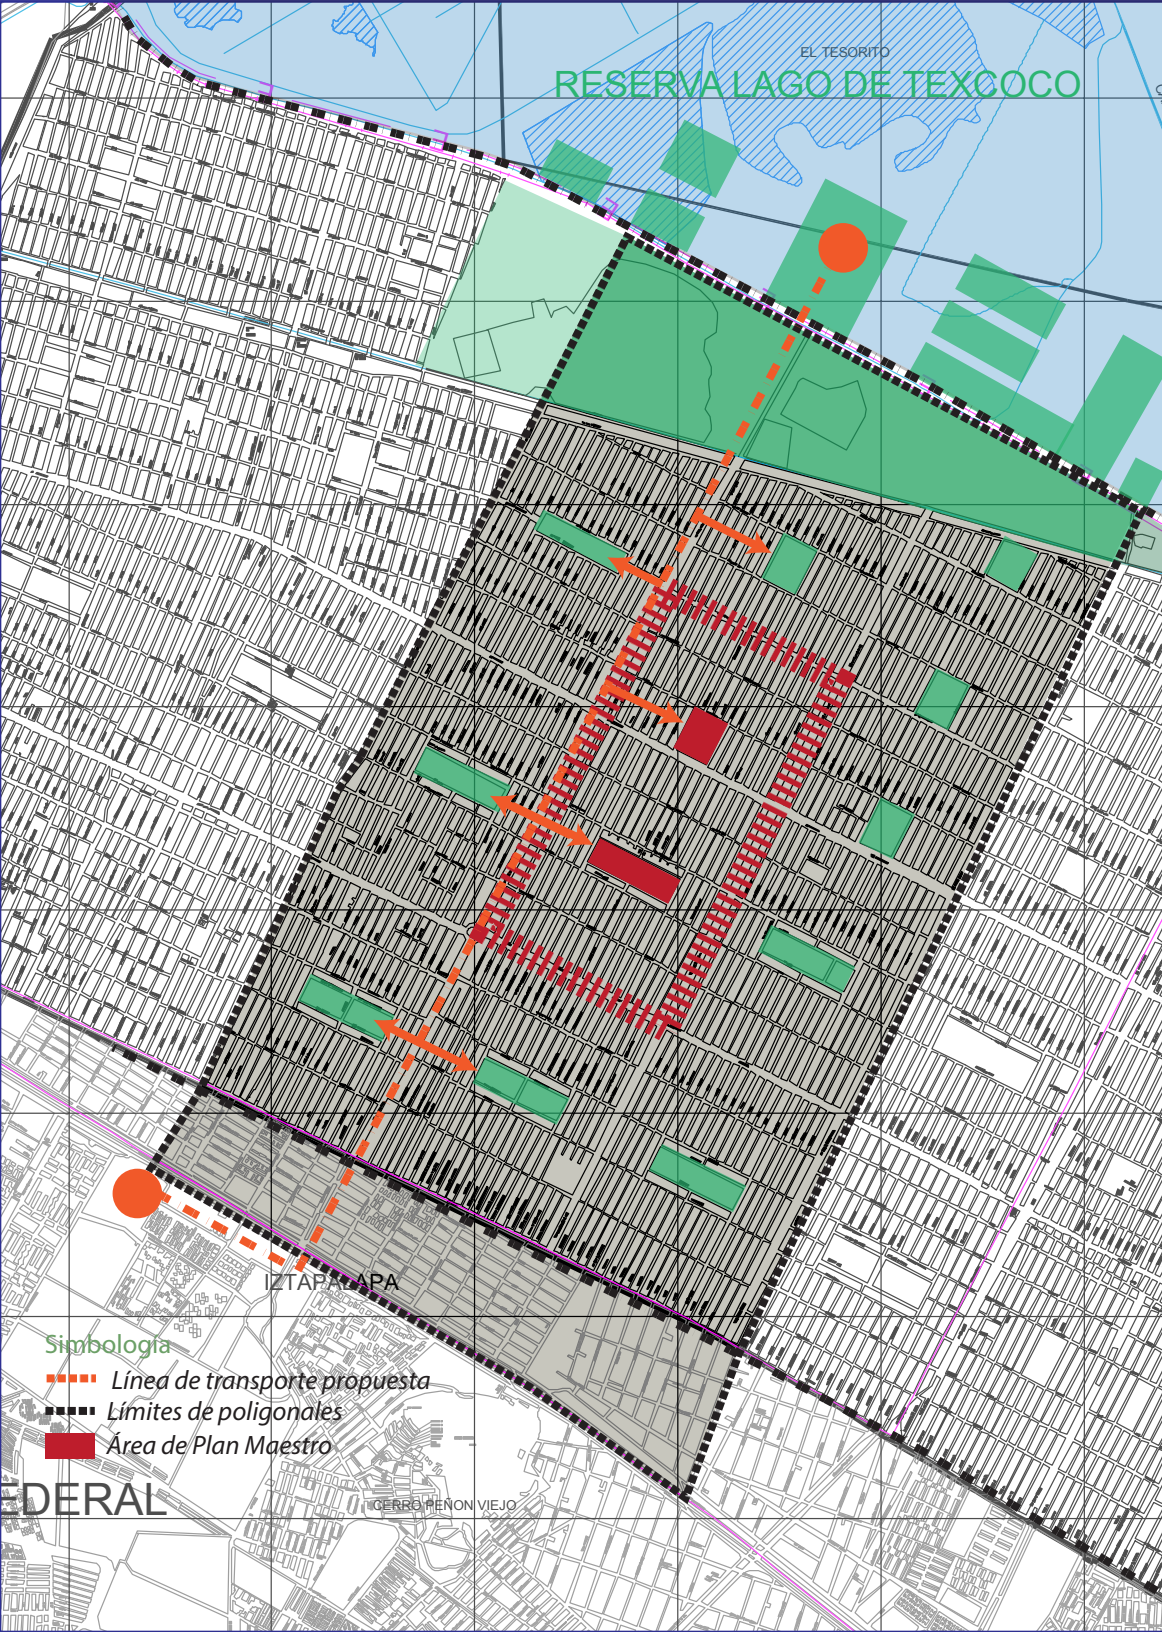 EL TESORITO
RESERVA LAGO DE TEXCOCO
IZTAPALAPA
Simbología
Línea de transporte propuesta
Límites de poligonales
Área de Plan Maestro
EDERAL
CERRO PEÑON VIEJO